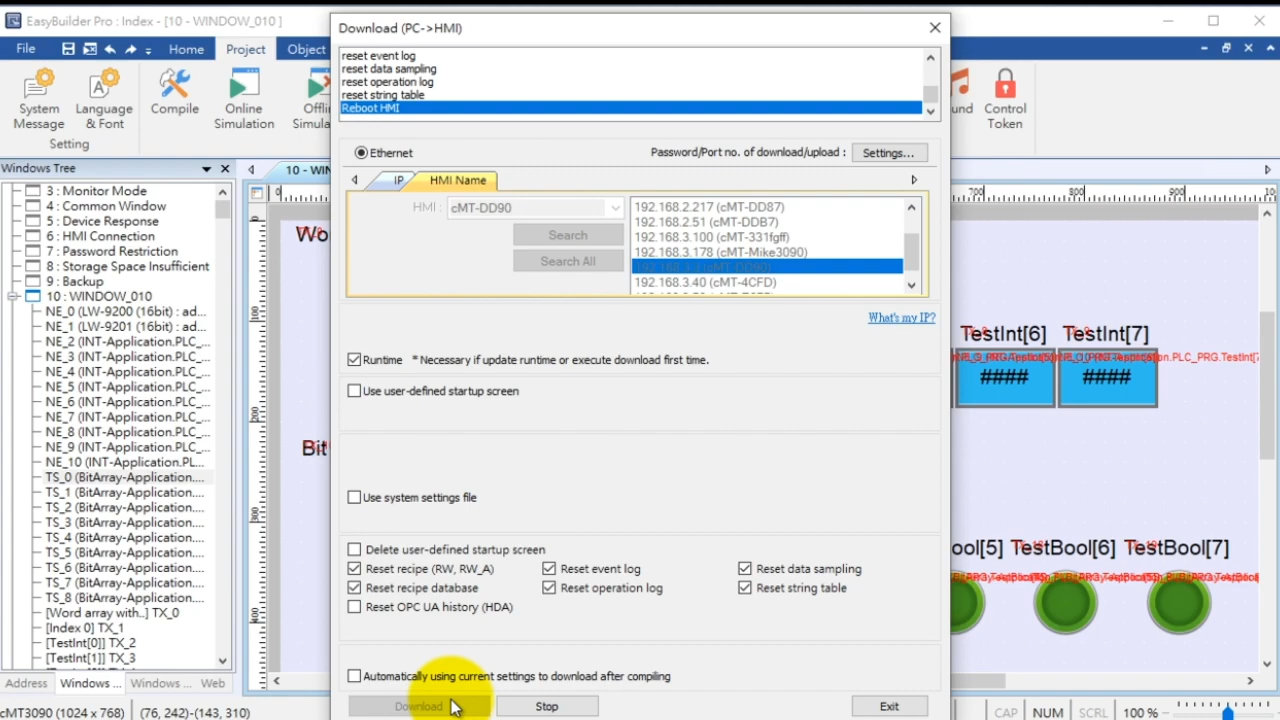 EasyBuilder Pro : Index - [10 - WINDOW_010 ]
File
Home
Project
Object
System Message
Language & Font
Compile
Online Simulation
Setting
Control Token
Windows Tree
3 : Monitor Mode
4 : Common Window
5 : Device Response
6 : HMI Connection
7 : Password Restriction
8 : Storage Space Insufficient
9 : Backup
10 : WINDOW_010
NE_0 (LW-9200 (16bit) : ad...
NE_1 (LW-9201 (16bit) : ad...
NE_2 (INT-Application.PLC_...
NE_3 (INT-Application.PLC_...
NE_4 (INT-Application.PLC_...
NE_5 (INT-Application.PLC_...
NE_6 (INT-Application.PLC_...
NE_7 (INT-Application.PLC_...
NE_8 (INT-Application.PLC_...
NE_9 (INT-Application.PLC_...
NE_10 (INT-Application.PL...
TS_0 (BitArray-Application....
TS_1 (BitArray-Application....
TS_2 (BitArray-Application....
TS_3 (BitArray-Application....
TS_4 (BitArray-Application....
TS_5 (BitArray-Application....
TS_6 (BitArray-Application....
TS_7 (BitArray-Application....
TS_8 (BitArray-Application....
[Word array with..] TX_0
[Index 0] TX_1
[TestInt[0]] TX_2
[TestInt[1]] TX_3
Address
Windows ...
Windows ...
Web
cMT3090 (1024 x 768)
(76, 242)-(143, 310)
Download (PC->HMI)
reset event log
reset data sampling
reset operation log
reset string table
Reboot HMI
Ethernet
Password/Port no. of download/upload :
Settings...
IP
HMI Name
HMI :
cMT-DD90
Search
Search All
192.168.2.217 (cMT-DD87)
192.168.2.51 (cMT-DDB7)
192.168.3.100 (cMT-331fgff)
192.168.3.178 (cMT-Mike3090)
192.168.3.40 (cMT-4CFD)
What's my IP?
Runtime * Necessary if update runtime or execute download first time.
Use user-defined startup screen
Use system settings file
Delete user-defined startup screen
Reset recipe (RW, RW_A)
Reset event log
Reset data sampling
Reset recipe database
Reset operation log
Reset string table
Reset OPC UA history (HDA)
Automatically using current settings to download after compiling
Download
Stop
Exit
700
800
900
TestInt[6]
TestInt[7]
####
####
TestBool[6]
TestBool[7]
CAP
NUM
SCRL
100 %